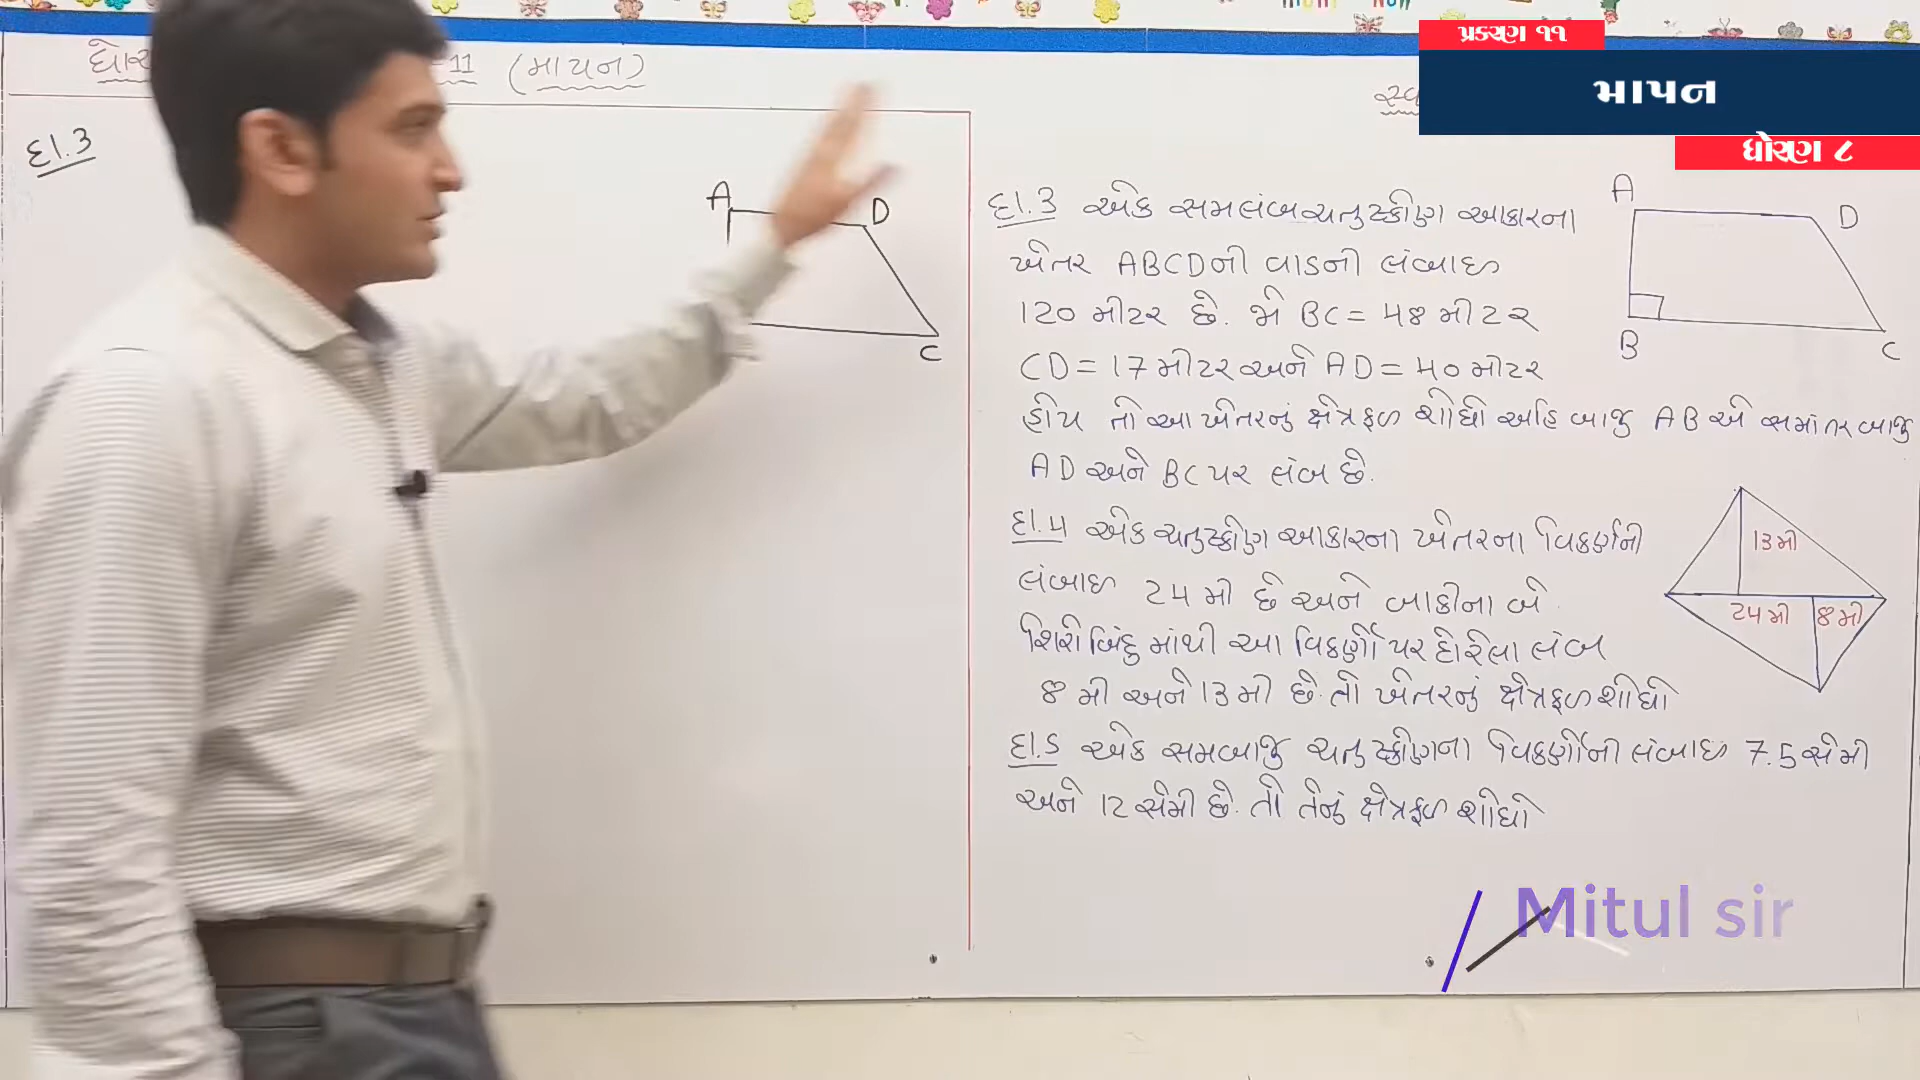 પ્રકરણ ૧૧
માપન
ધોરણ ૮
11 (માપન)
દા.3
A
D
C
દા.3 એક સમલંબ ચતુષ્કોણ આકારના
ખેતર ABCD ની વાડની લંબાઇ
120 મીટર છે. જો BC = 48 મીટર
CD = 17 મીટર અને AD = 40 મીટર
હોય તો આ ખેતરનું ક્ષેત્રફળ શોધો અહિ બાજુ AB એ સમાંતર બાજુ
AD અને BC પર લંબ છે.
A
D
B
C
દા.4 એક ચતુષ્કોણ આકારના ખેતરના વિકર્ણની
લંબાઇ 24 મી છે અને બાકીના બે
શિરોબિંદુ માંથી આ વિકર્ણો પર દોરેલા લંબ
8 મી અને 13 મી છે. તો ખેતરનું ક્ષેત્રફળ શોધો
13 મી
24 મી
8 મી
દા.5 એક સમબાજુ ચતુષ્કોણના વિકર્ણોની લંબાઇ 7.5 સેમી
અને 12 સેમી છે. તો તેનું ક્ષેત્રફળ શોધો
Mitul sir